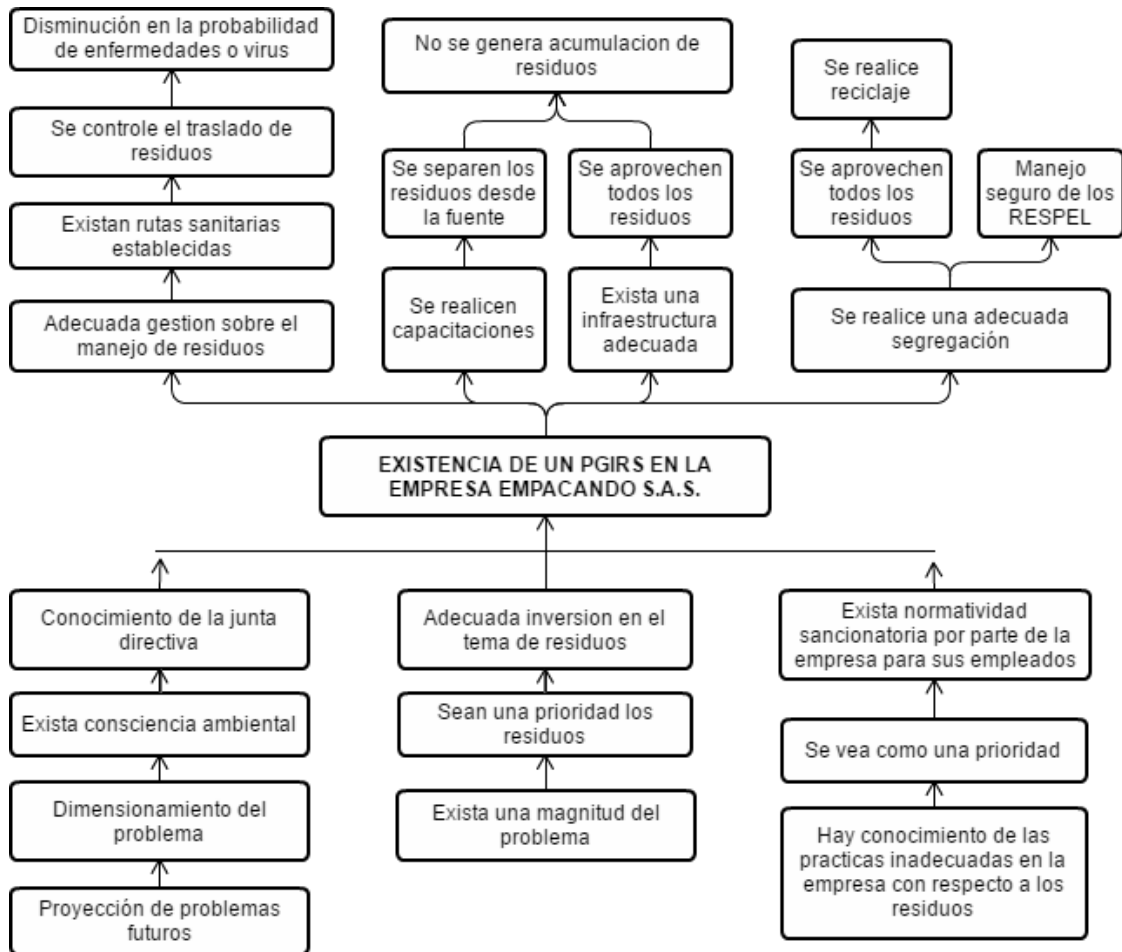 Disminución en la probabilidad
de enfermedades o virus
Se controle el traslado de
residuos
Existan rutas sanitarias
establecidas
Adecuada gestion sobre el
manejo de residuos
No se genera acumulacion de
residuos
Se separen los
residuos desde
la fuente
Se aprovechen
todos los
residuos
Se realicen
capacitaciones
Exista una
infraestructura
adecuada
Se realice
reciclaje
Se aprovechen
todos los
residuos
Manejo
seguro de los
RESPEL
Se realice una adecuada
segregación
EXISTENCIA DE UN PGIRS EN LA
EMPRESA EMPACANDO S.A.S.
Conocimiento de la junta
directiva
Exista consciencia ambiental
Dimensionamiento del
problema
Proyección de problemas
futuros
Adecuada inversion en el
tema de residuos
Sean una prioridad los
residuos
Exista una magnitud del
problema
Exista normatividad
sancionatoria por parte de la
empresa para sus empleados
Se vea como una prioridad
Hay conocimiento de las
practicas inadecuadas en la
empresa con respecto a los
residuos